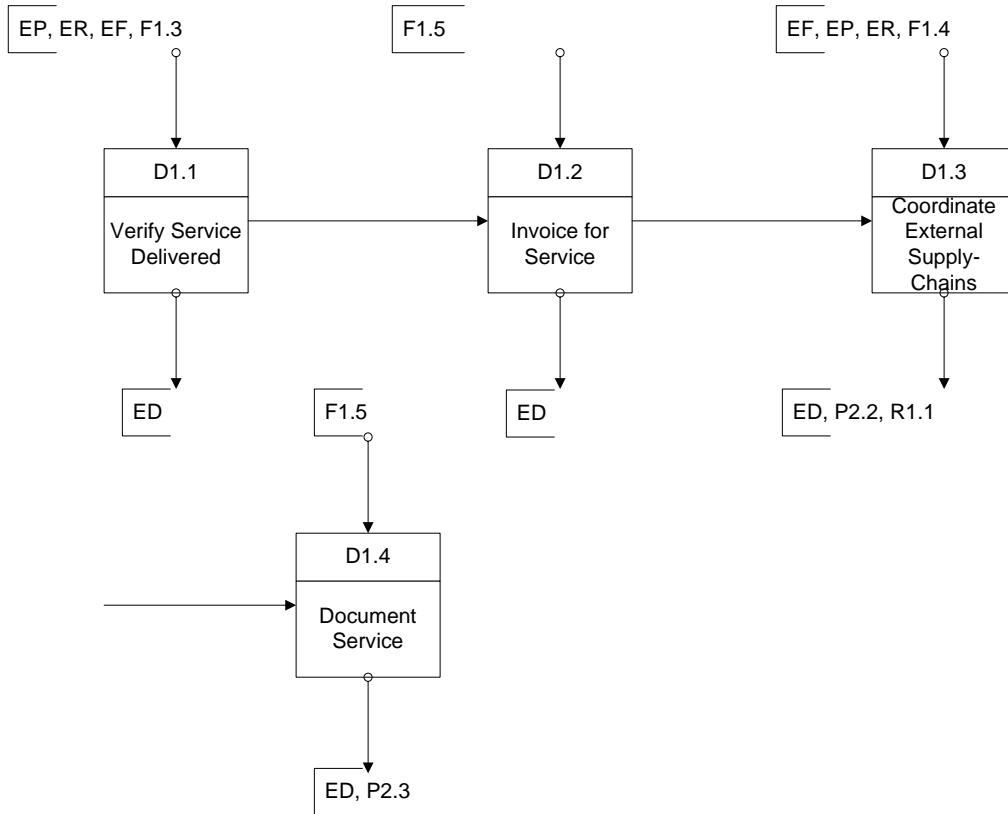 EP, ER, EF, F1.3
F1.5
EF, EP, ER, F1.4
D1.1
Verify Service
Delivered
D1.2
Invoice for
Service
D1.3
Coordinate
External
Supply-
Chains
ED
ED
ED, P2.2, R1.1
F1.5
D1.4
Document
Service
ED, P2.3